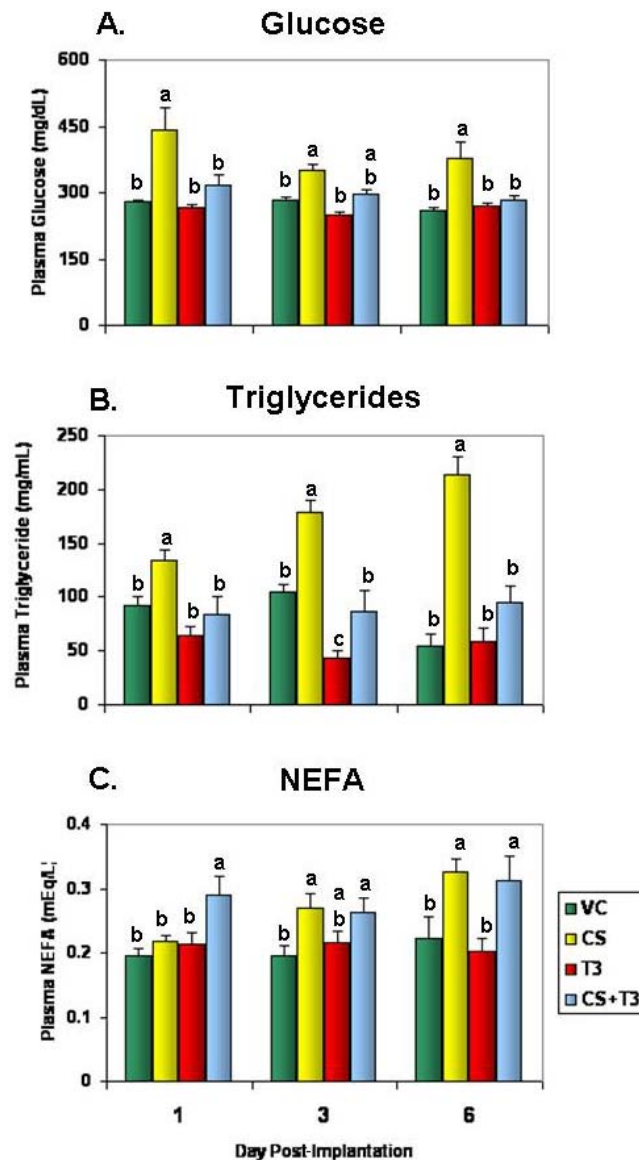 A. Glucose
Plasma Glucose (mg/dL)
600
450
300
150
0
b a b b
b a b a b
b a b b
B. Triglycerides
Plasma Triglyceride (mg/mL)
250
200
150
100
50
0
b a b b
b a c b
b a b b
C. NEFA
Plasma NEFA (mEq/L;
0.4
0.3
0.2
0.1
0
b b b a
b a a b a
b a b a
1 3 6
Day Post-Implantation
VC
CS
T3
CS+T3